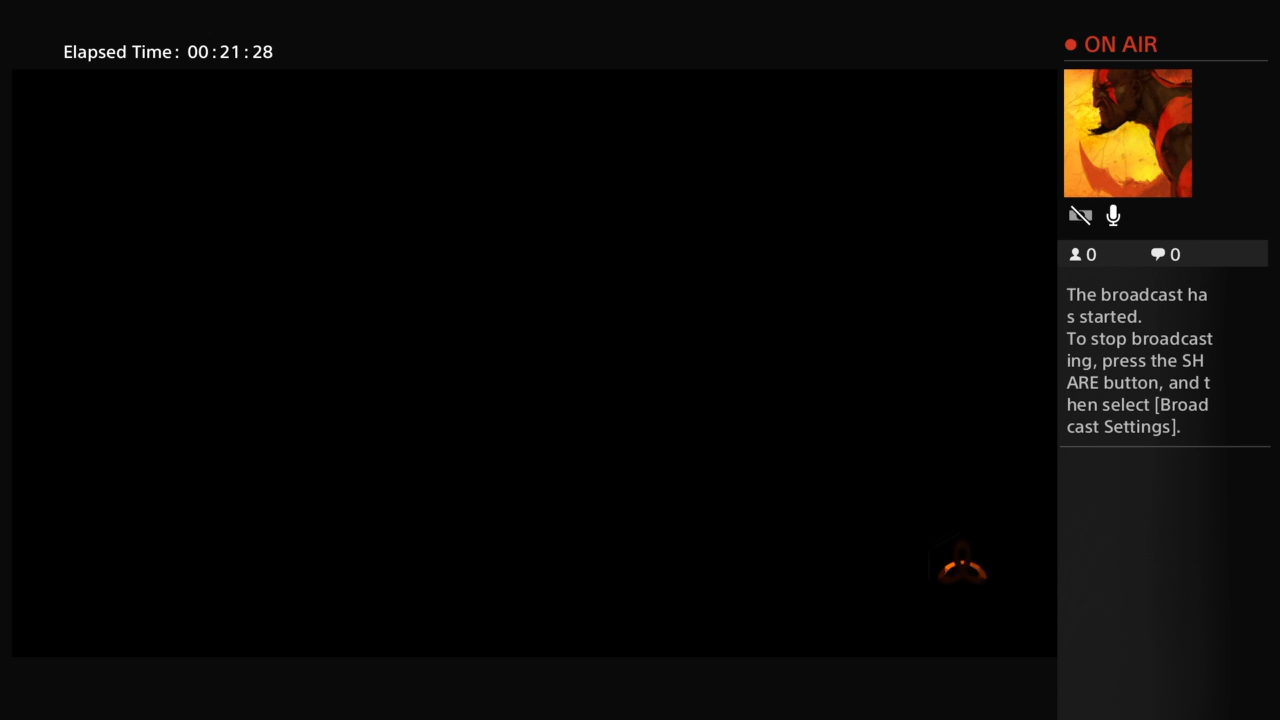 Elapsed Time: 00:21:28
ON AIR
0 0
The broadcast ha
s started.
To stop broadcast
ing, press the SH
ARE button, and t
hen select [Broad
cast Settings].